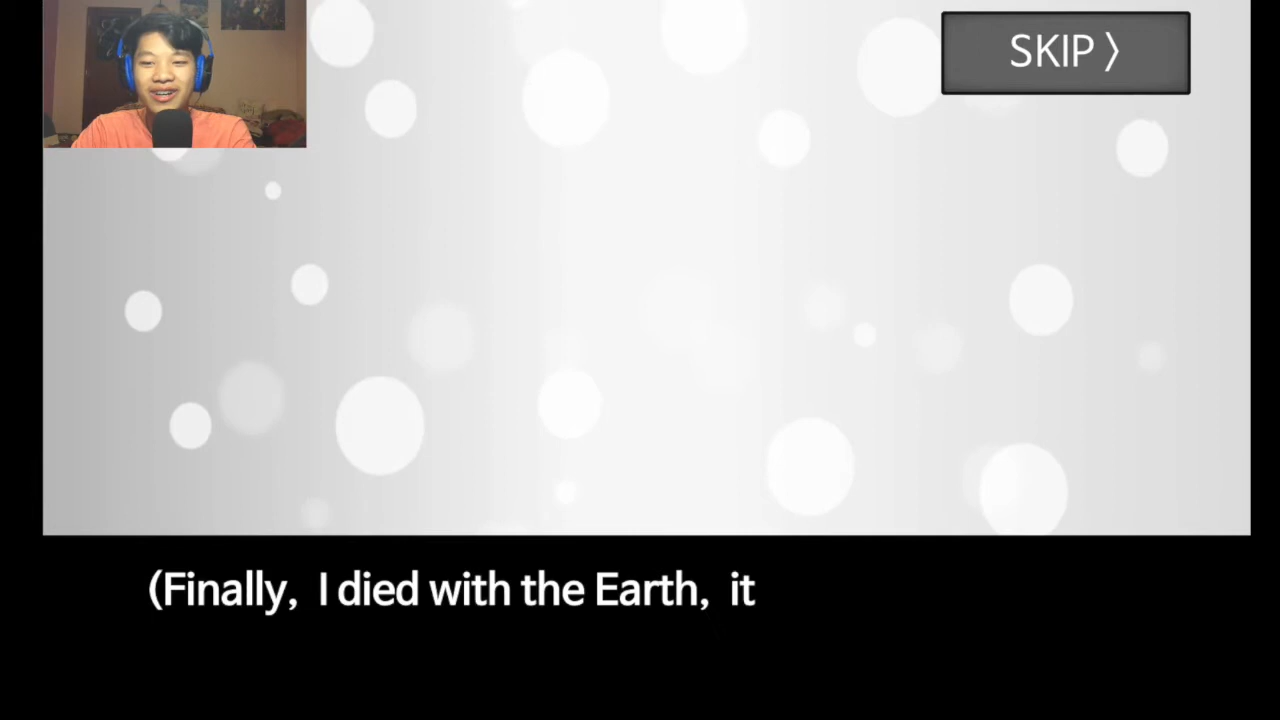 SKIP 〉
(Finally, I died with the Earth, it